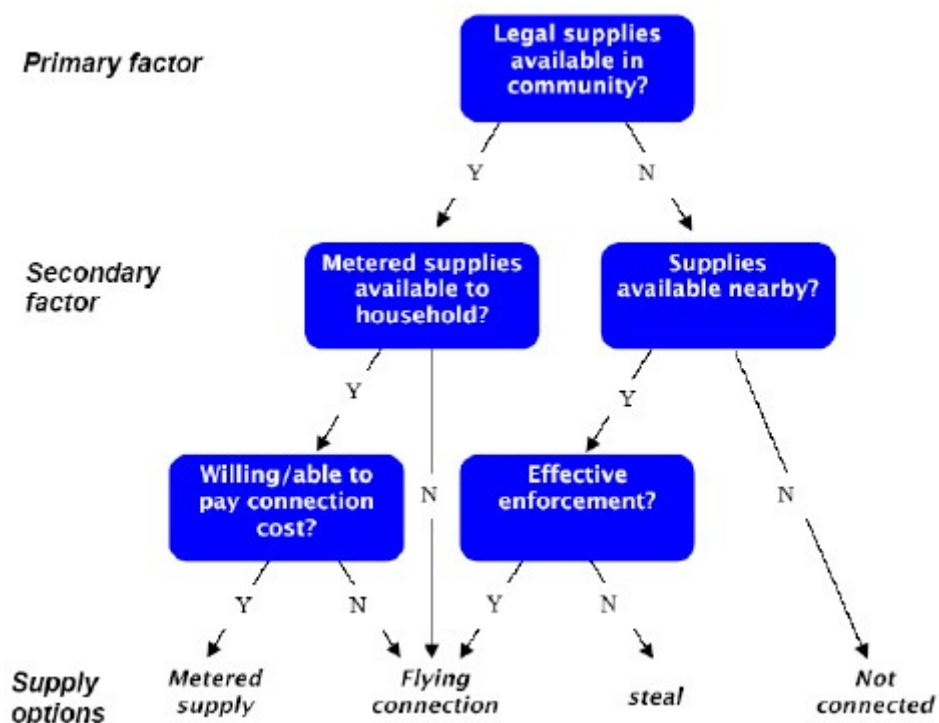 Primary factor
Legal supplies
available in
community?
Y
N
Secondary
factor
Metered supplies
available to
household?
Supplies
available nearby?
Y
Y
N
N
Willing/able to
pay connection
cost?
Effective
enforcement?
Y
N
Y
N
Supply
options
Metered
supply
Flying
connection
steal
Not
connected